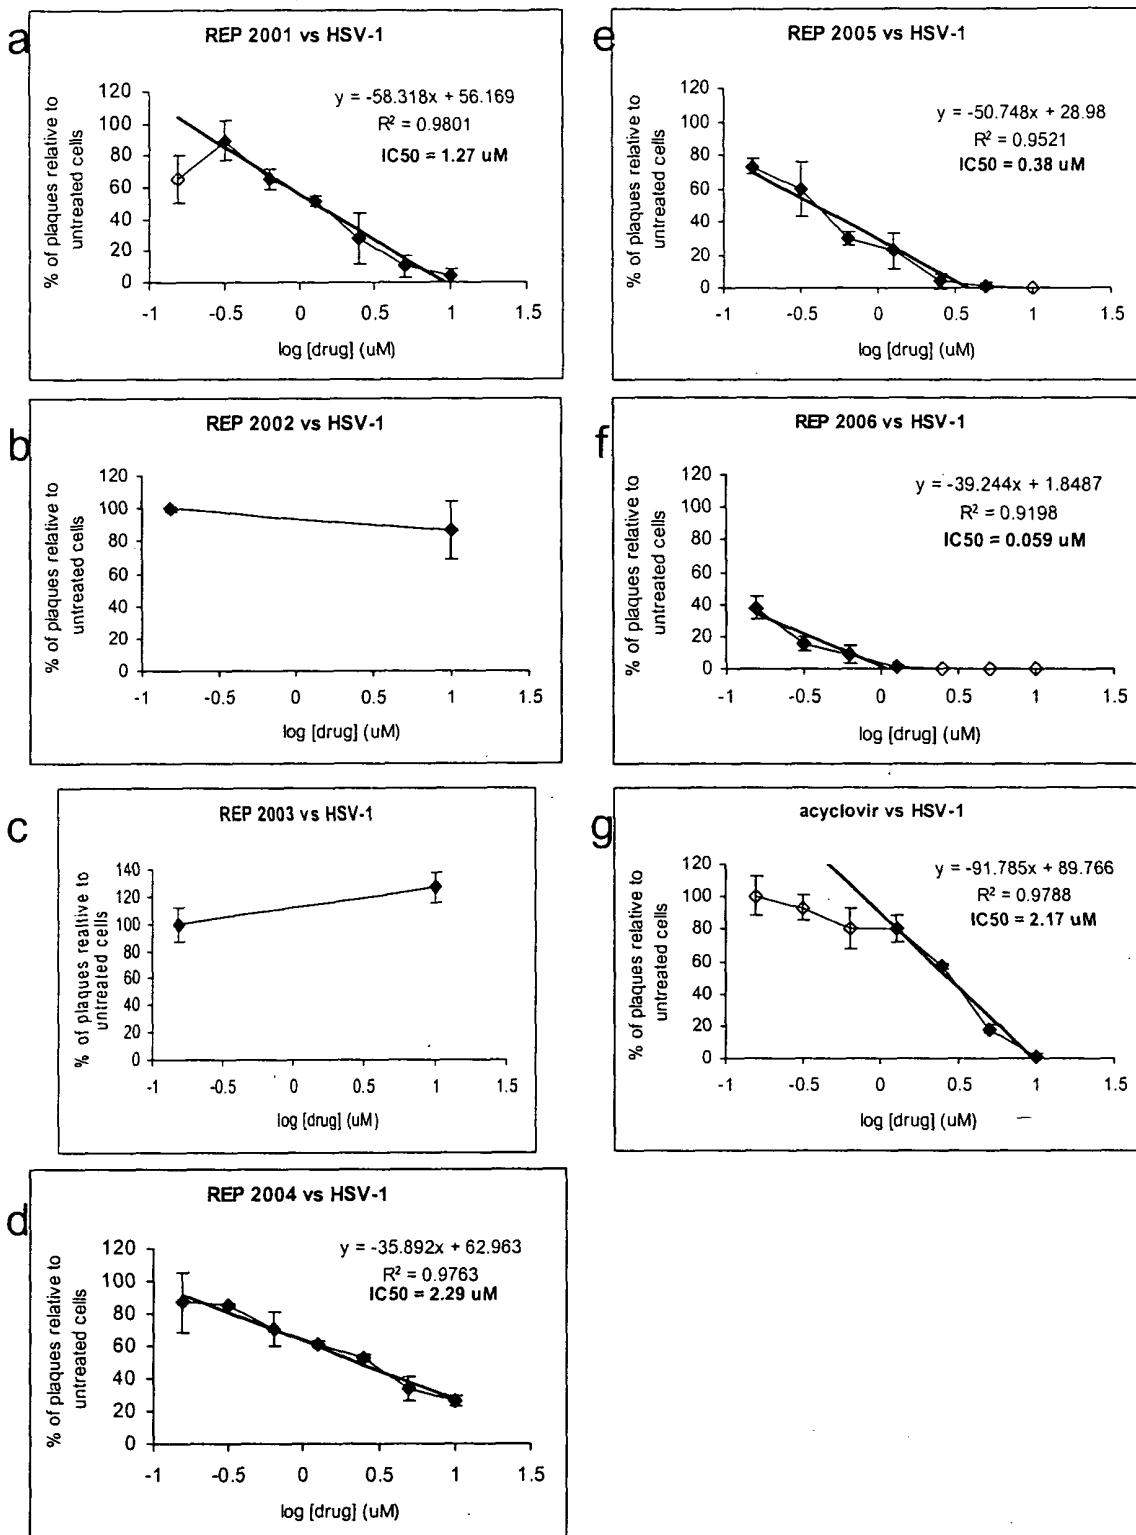 a
REP 2001 vs HSV-1
% of plaques relative to
untreated cells
120
100
80
60
40
20
0
y = -58.318x + 56.169
R² = 0.9801
IC50 = 1.27 uM
-1 -0.5 0 0.5 1 1.5
log [drug] (uM)
b
REP 2002 vs HSV-1
% of plaques relative to
untreated cells
120
100
80
60
40
20
0
-1 -0.5 0 0.5 1 1.5
log [drug] (uM)
c
REP 2003 vs HSV-1
% of plaques realtive to
untreated cells
140
120
100
80
60
40
20
0
-1 -0.5 0 0.5 1 1.5
log [drug] (uM)
d
REP 2004 vs HSV-1
% of plaques relative to
untreated cells
120
100
80
60
40
20
0
y = -35.892x + 62.963
R² = 0.9763
IC50 = 2.29 uM
-1 -0.5 0 0.5 1 1.5
log [drug] (uM)
e
REP 2005 vs HSV-1
% of plaques relative to
untreated cells
120
100
80
60
40
20
0
y = -50.748x + 28.98
R² = 0.9521
IC50 = 0.38 uM
-1 -0.5 0 0.5 1 1.5
log [drug] (uM)
f
REP 2006 vs HSV-1
% of plaques relative to
untreated cells
120
100
80
60
40
20
0
y = -39.244x + 1.8487
R² = 0.9198
IC50 = 0.059 uM
-1 -0.5 0 0.5 1 1.5
log [drug] (uM)
g
acyclovir vs HSV-1
% of plaques relative to
untreated cells
120
100
80
60
40
20
0
y = -91.785x + 89.766
R² = 0.9788
IC50 = 2.17 uM
-1 -0.5 0 0.5 1 1.5
log [drug] (uM)